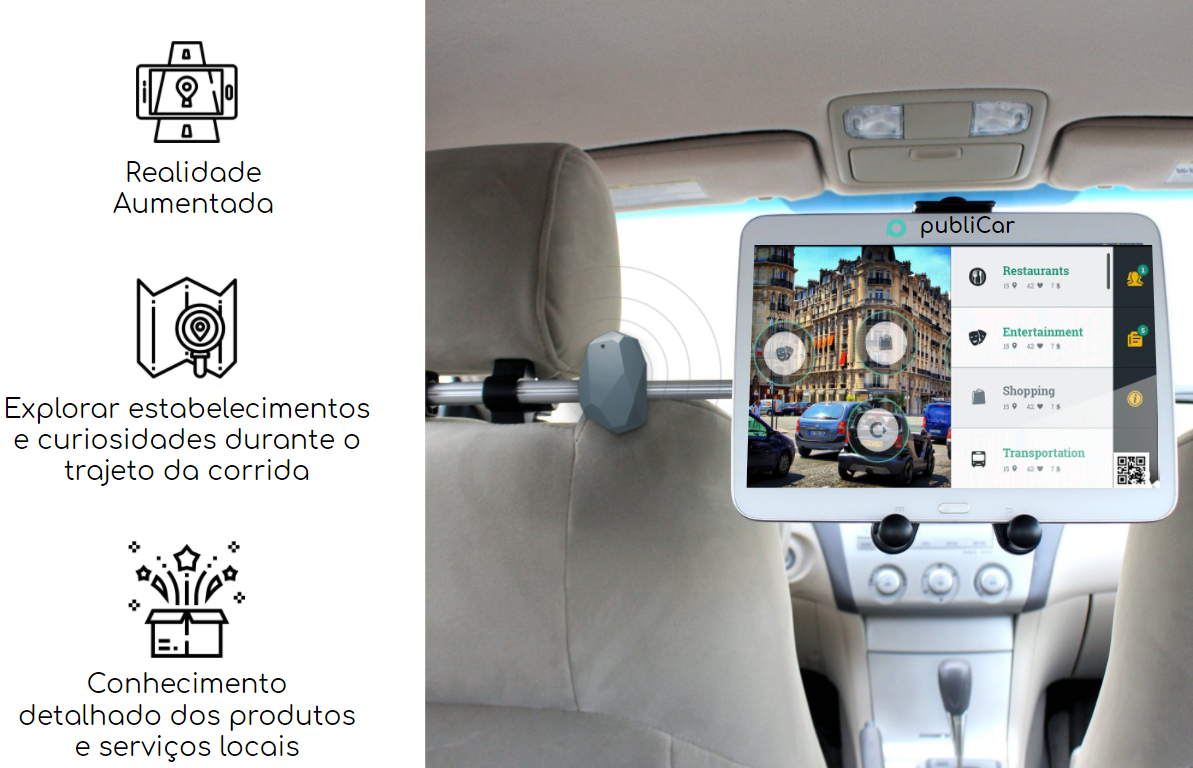 Realidade
Aumentada
Explorar estabelecimentos
e curiosidades durante o
trajeto da corrida
Conhecimento
detalhado dos produtos
e serviços locais
publiCar
Restaurants
15 42 7 $
1
Entertainment
15 42 7 $
5
Shopping
15 42 7 $
Transportation
15 42 7 $